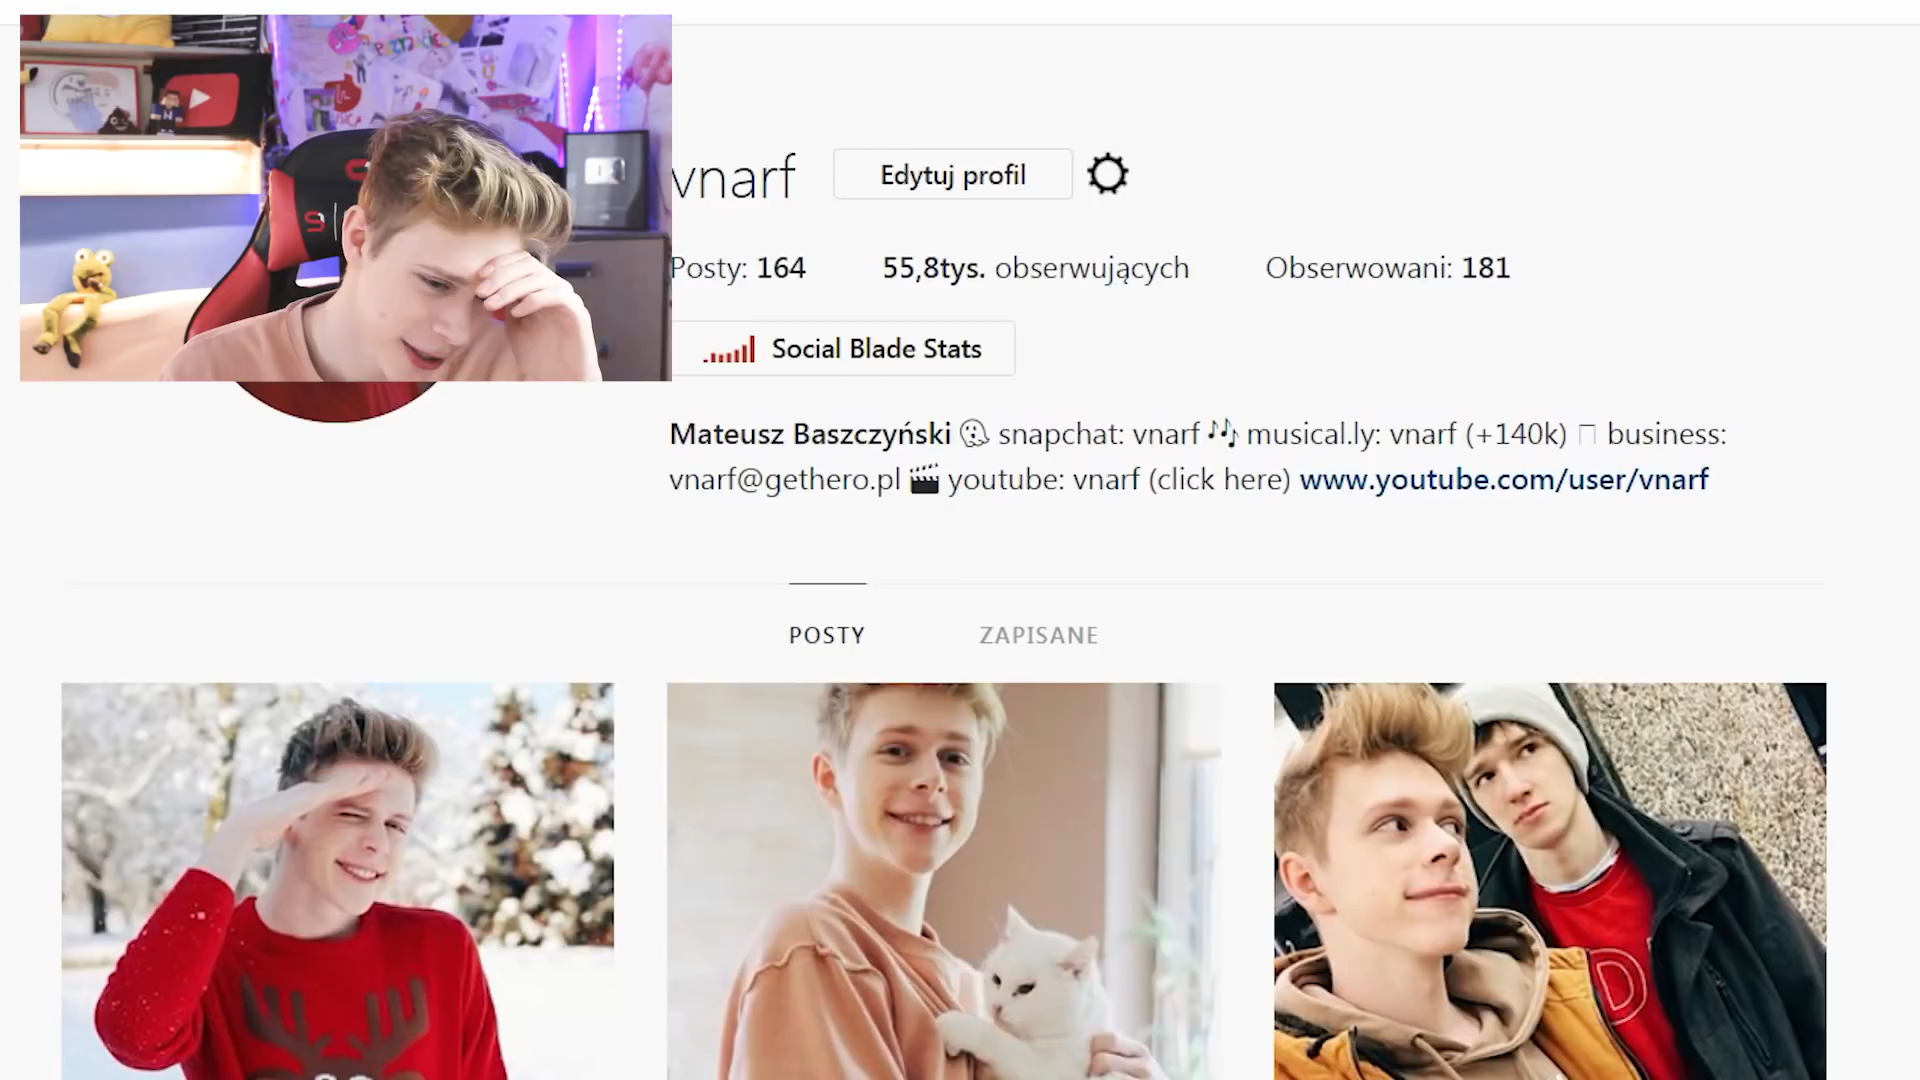 PRZYJACIELE
vnarf Edytuj profil
Posty: 164 55,8tys. obserwujących Obserwowani: 181
Social Blade Stats
Mateusz Baszczyński snapchat: vnarf musical.ly: vnarf (+140k) business:
vnarf@gethero.pl youtube: vnarf (click here) www.youtube.com/user/vnarf
POSTY ZAPISANE
D